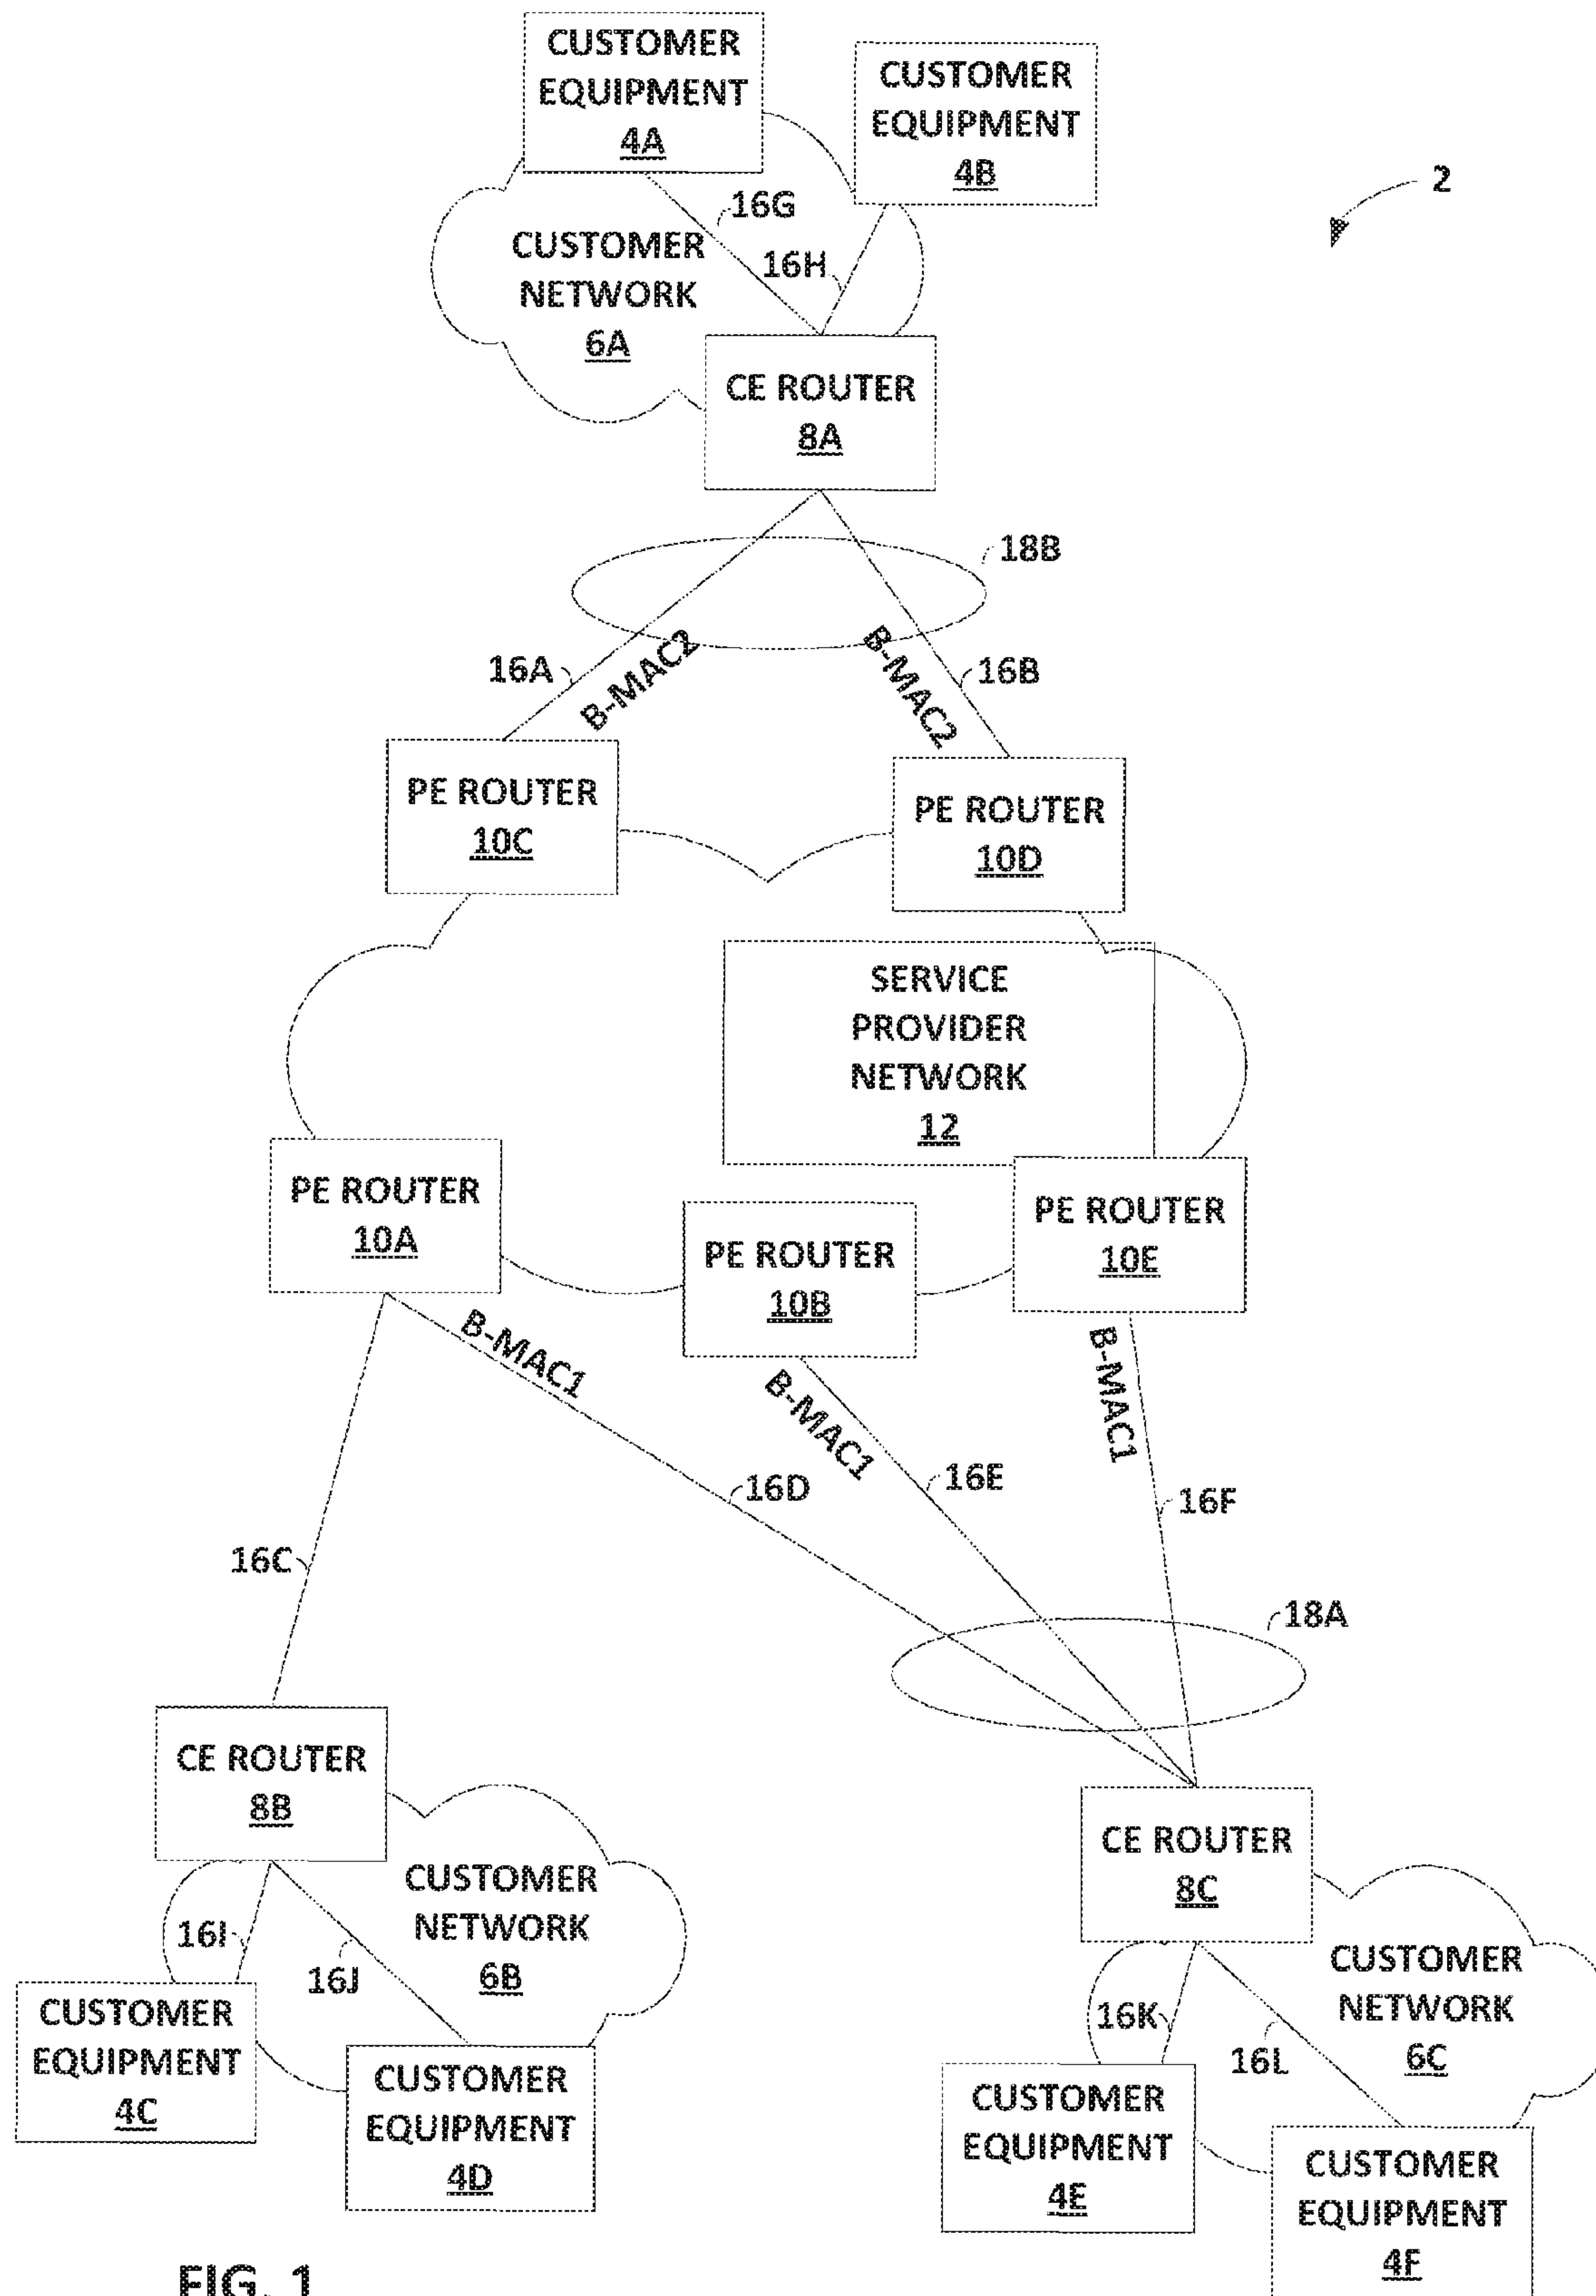 CUSTOMER
EQUIPMENT
4A
CUSTOMER
EQUIPMENT
4B
2
16G
16H
CUSTOMER
NETWORK
6A
CE ROUTER
8A
18B
16A
B-MAC2
B-MAC2
16B
PE ROUTER
10C
PE ROUTER
10D
SERVICE
PROVIDER
NETWORK
12
PE ROUTER
10A
PE ROUTER
10B
PE ROUTER
10E
B-MAC1
B-MAC1
B-MAC1
16D
16E
16F
16C
18A
CE ROUTER
8B
CE ROUTER
8C
CUSTOMER
NETWORK
6B
16I
16J
CUSTOMER
EQUIPMENT
4C
CUSTOMER
EQUIPMENT
4D
CUSTOMER
NETWORK
6C
16K
16L
CUSTOMER
EQUIPMENT
4E
CUSTOMER
EQUIPMENT
4F
FIG. 1